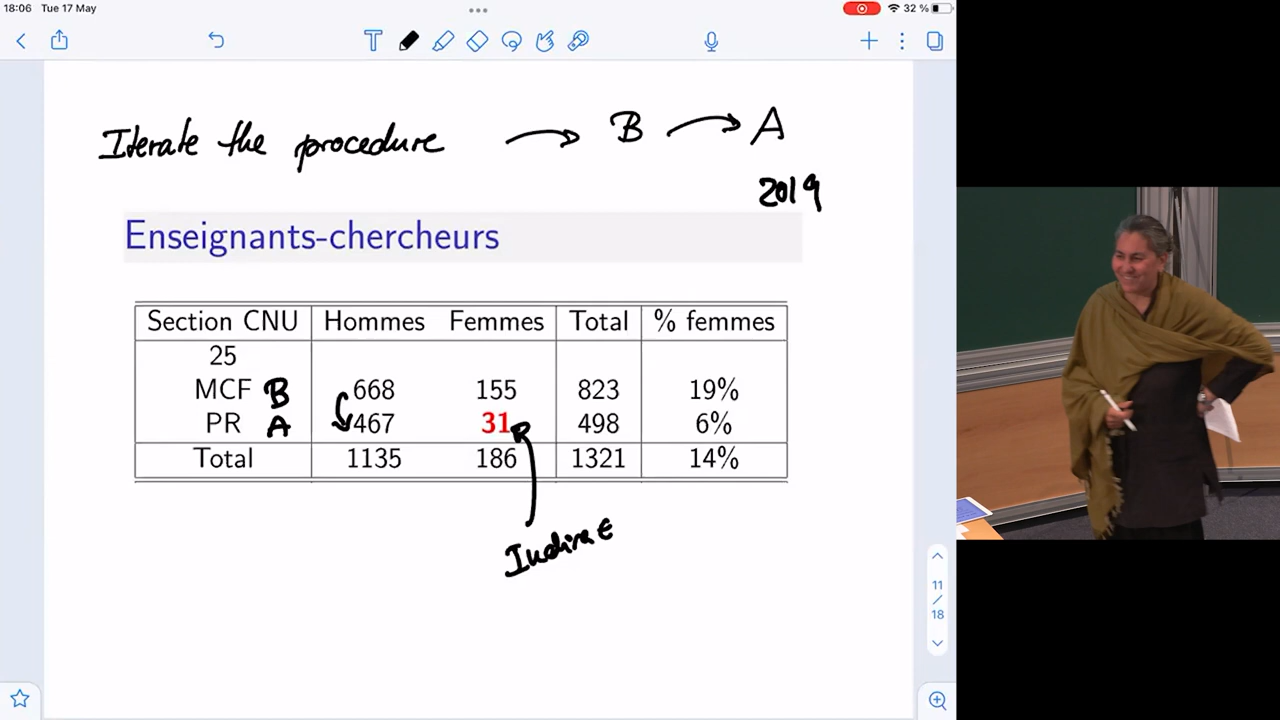 18:06 Tue 17 May
32 %
T
Iterate the procedure → B → A
2019
Enseignants-chercheurs
Section CNU Hommes Femmes Total % femmes
25
MCF B 668 155 823 19%
PR A 467 31 498 6%
Total 1135 186 1321 14%
Indira ∈
11
/
18